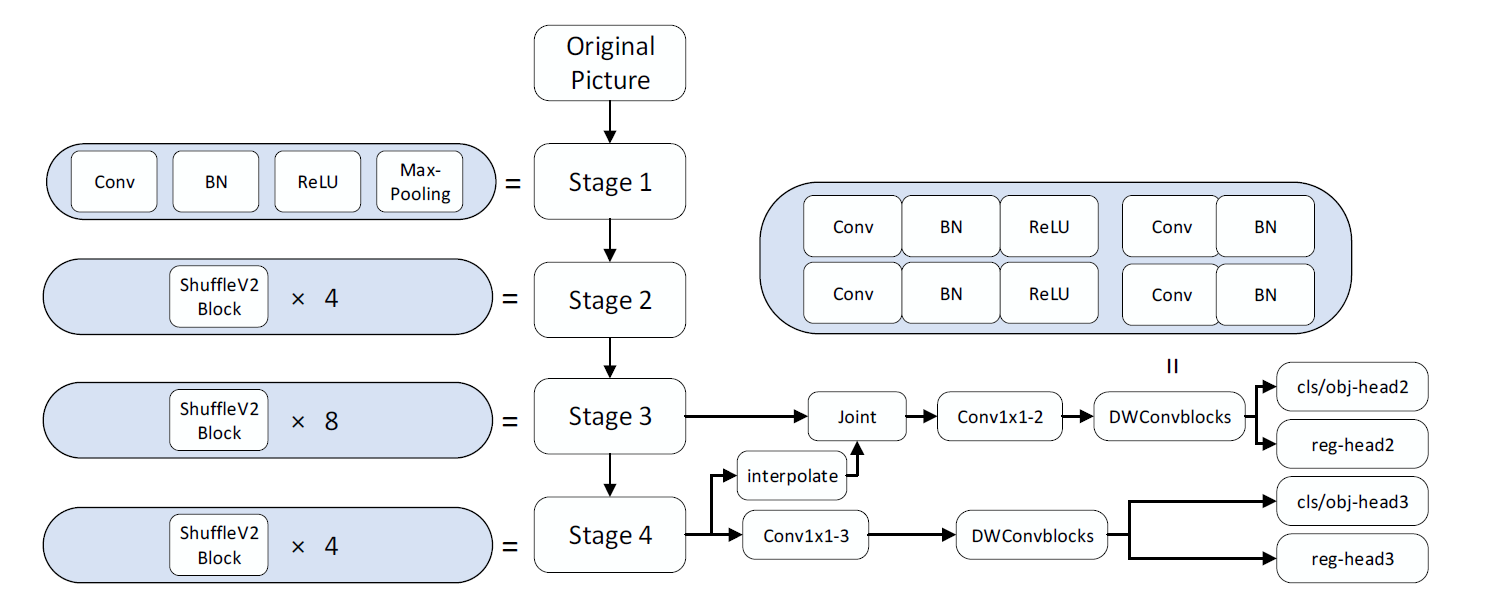 Original
Picture
Conv
BN
ReLU
Max-
Pooling
=
Stage 1
ShuffleV2
Block
× 4
=
Stage 2
Conv
BN
ReLU
Conv
BN
Conv
BN
ReLU
Conv
BN
=
ShuffleV2
Block
× 8
=
Stage 3
Joint
Conv1x1-2
DWConvblocks
cls/obj-head2
reg-head2
interpolate
ShuffleV2
Block
× 4
=
Stage 4
Conv1x1-3
DWConvblocks
cls/obj-head3
reg-head3